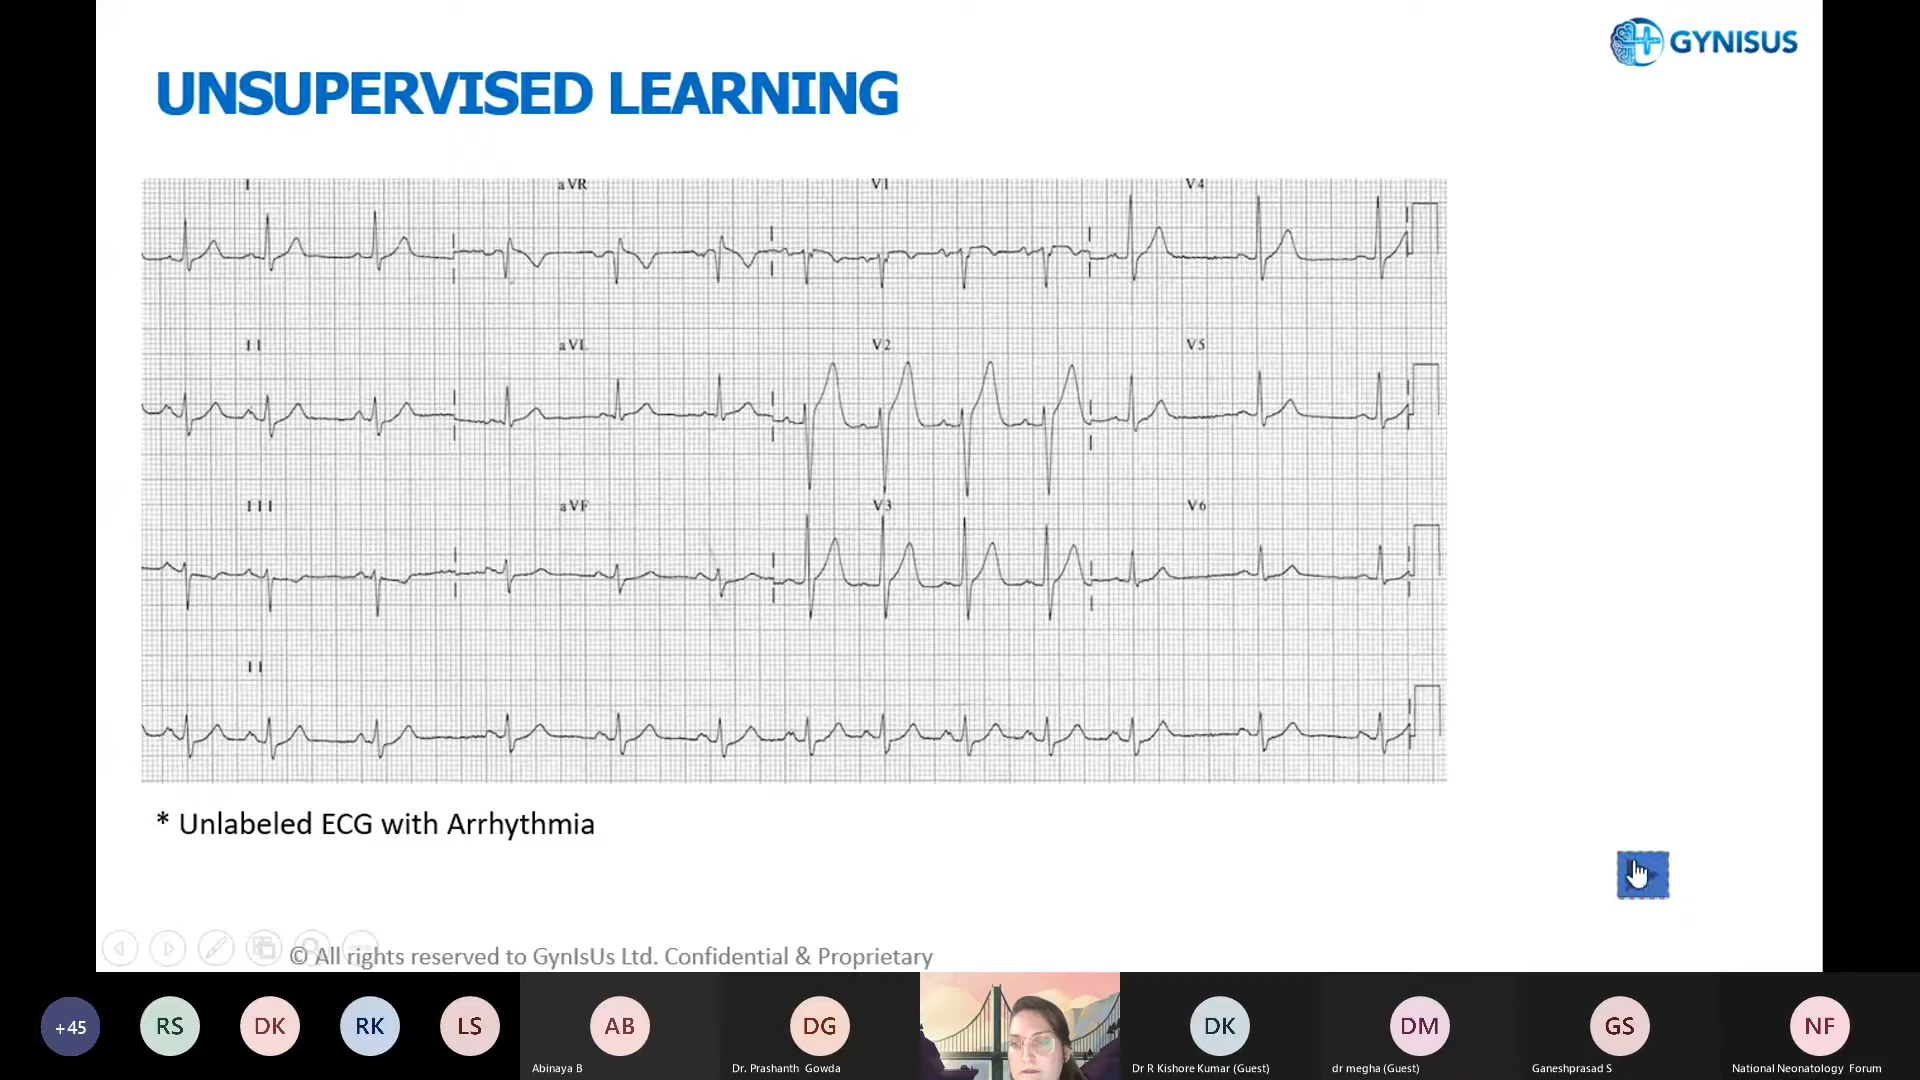 GYNISUS
UNSUPERVISED LEARNING
I aVR V1 V4
II aVL V2 V5
III aVF V3 V6
II
* Unlabeled ECG with Arrhythmia
© All rights reserved to GynIsUs Ltd. Confidential & Proprietary
+45 RS DK RK LS AB DG DK DM GS NF
Abinaya B Dr. Prashanth Gowda Dr R Kishore Kumar (Guest) dr megha (Guest) Ganeshprasad S National Neonatology Forum